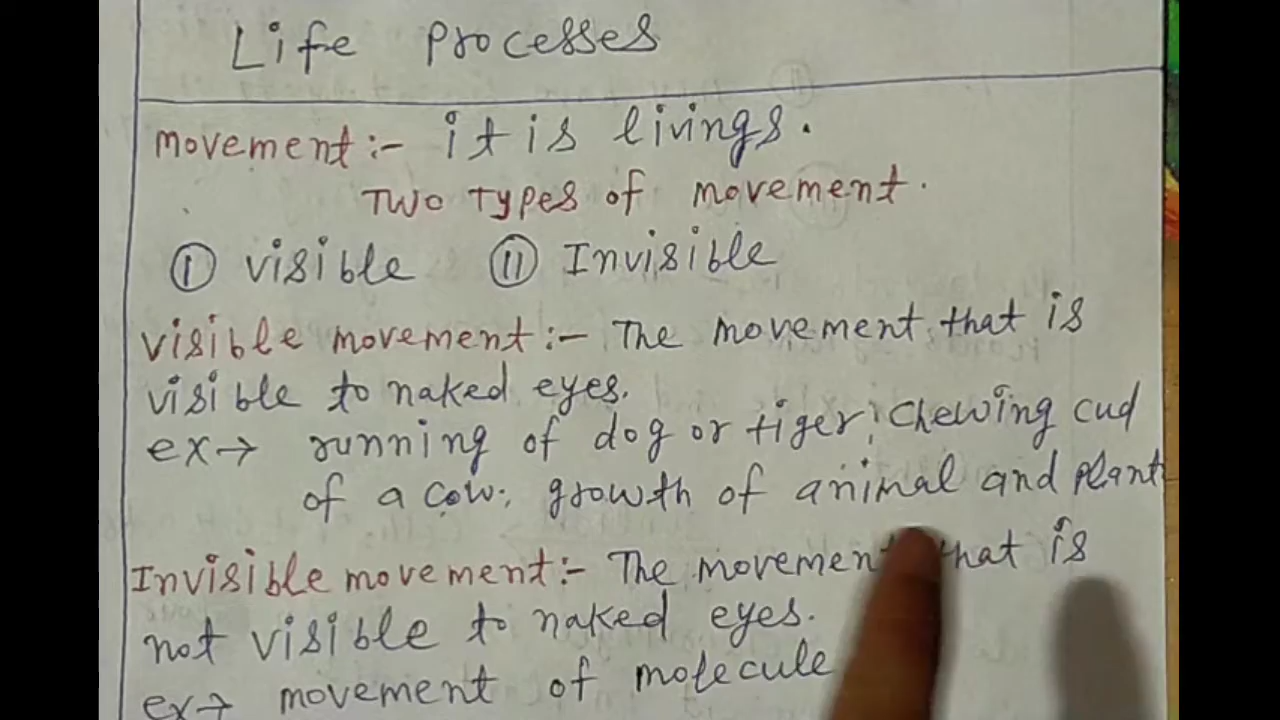 Life Processes
Movement:- it is livings.
Two Types of movement.
I visible II Invisible
visible movement:- The movement that is
visible to naked eyes.
ex→ running of dog or tiger, chewing cud
of a cow, growth of animal and plant
Invisible movement:- The movement that is
not visible to naked eyes.
ex→ movement of molecule